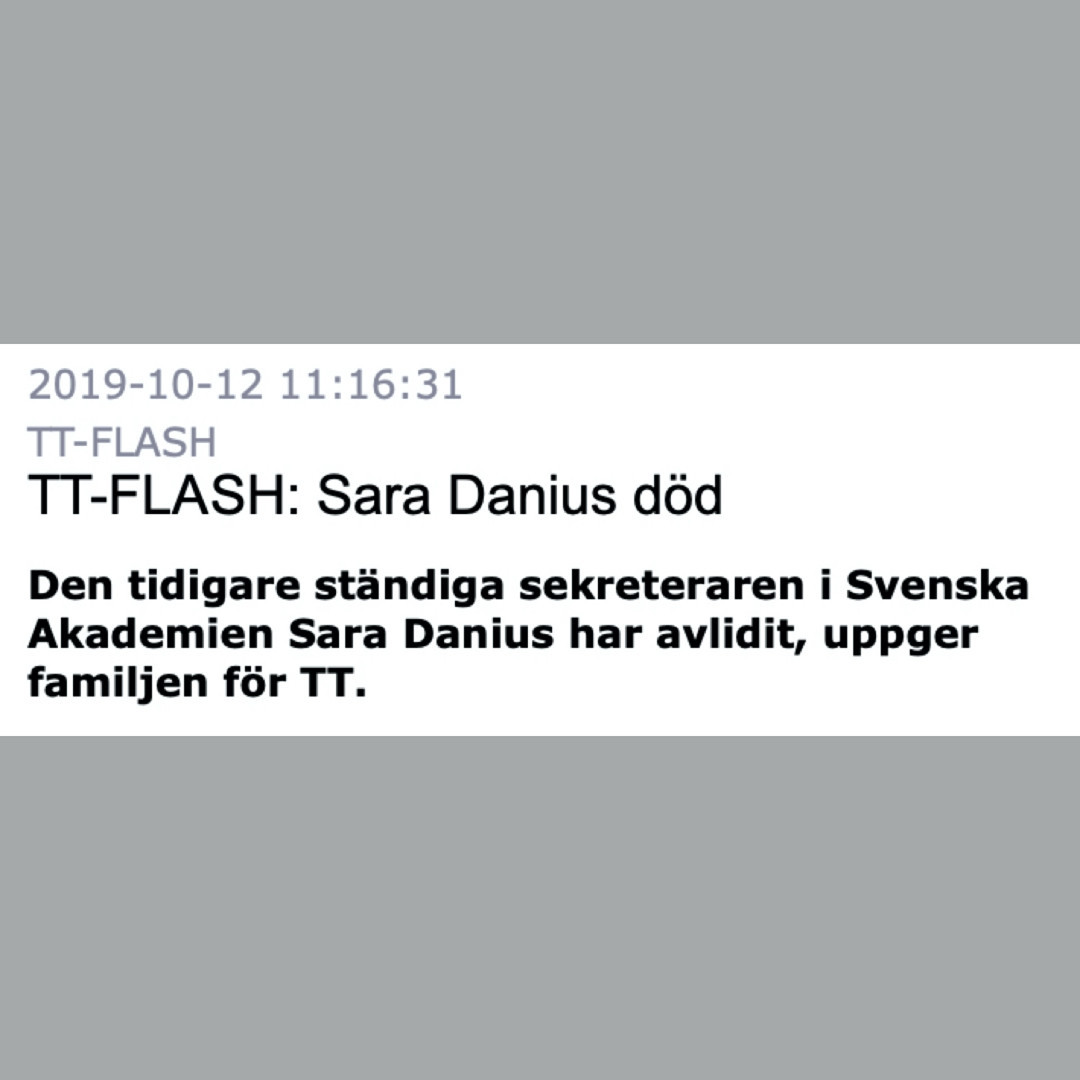 2019-10-12 11:16:31
TT-FLASH
TT-FLASH: Sara Danius död
Den tidigare ständiga sekreteraren i Svenska
Akademien Sara Danius har avlidit, uppger
familjen för TT.